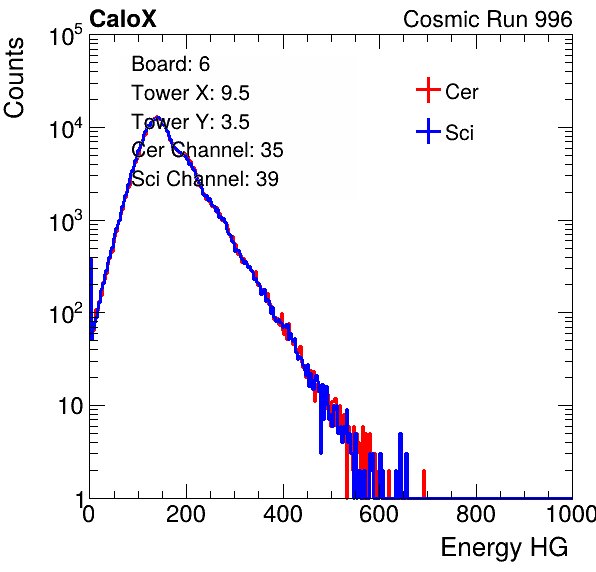 CaloX Cosmic Run 996
Counts
10^5
10^4
10^3
10^2
10
1
Board: 6
Tower X: 9.5
Tower Y: 3.5
Cer Channel: 35
Sci Channel: 39
Cer
Sci
0 200 400 600 800 1000
Energy HG